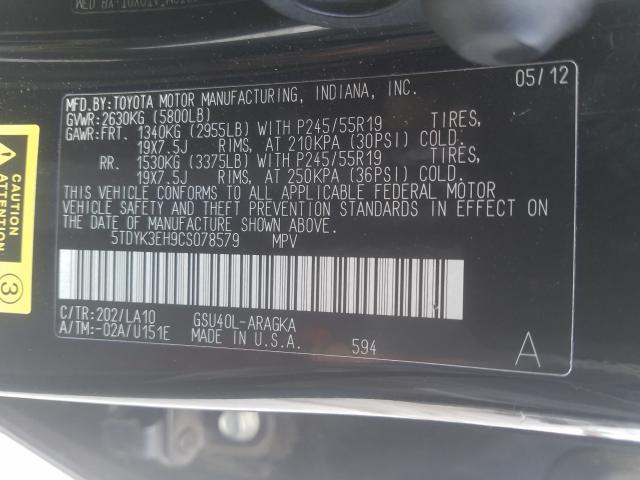 MFD.BY:TOYOTA MOTOR MANUFACTURING, INDIANA, INC. 05/12
GVWR:2630KG (5800LB)
GAWR:FRT. 1340KG (2955LB) WITH P245/55R19 TIRES,
19X7.5J RIMS, AT 210KPA (30PSI) COLD.
RR. 1530KG (3375LB) WITH P245/55R19 TIRES,
19X7.5J RIMS, AT 250KPA (36PSI) COLD.
THIS VEHICLE CONFORMS TO ALL APPLICABLE FEDERAL MOTOR
VEHICLE SAFETY AND THEFT PREVENTION STANDARDS IN EFFECT ON
THE DATE OF MANUFACTURE SHOWN ABOVE.
5TDYK3EH9CS078579 MPV
C/TR:202/LA10 GSU40L-ARAGKA
A/TM:-02A/U151E MADE IN U.S.A. 594 A
3